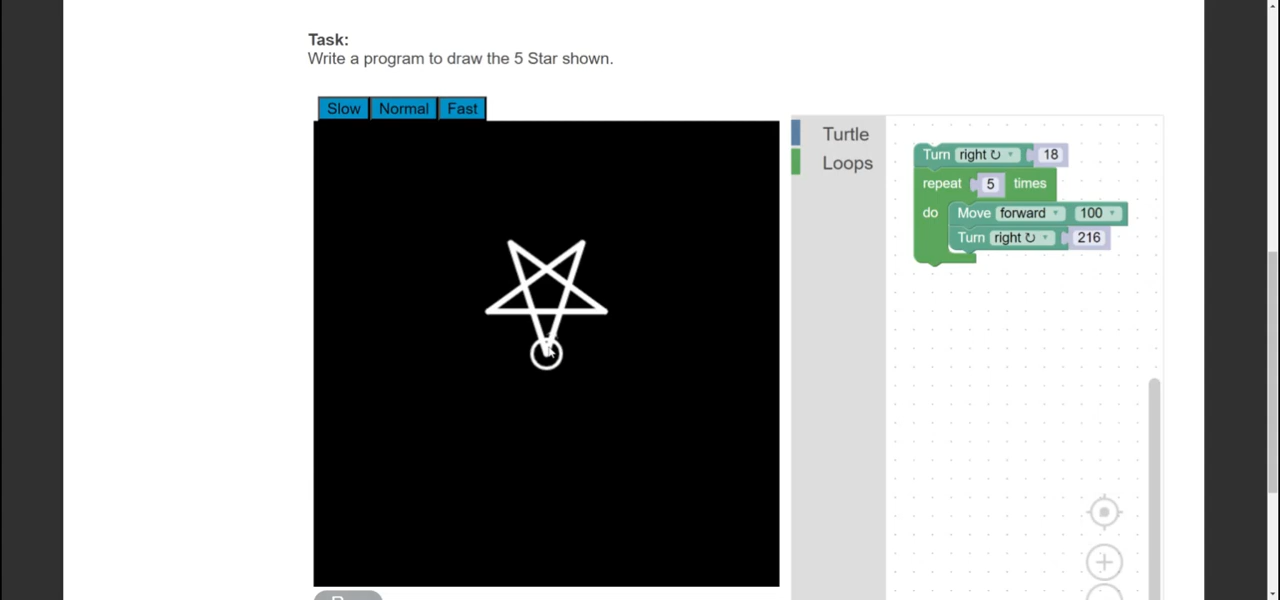 Task:
Write a program to draw the 5 Star shown.
Slow Normal Fast
Turtle
Loops
Turn right ↻ 18
repeat 5 times
do Move forward 100
Turn right ↻ 216